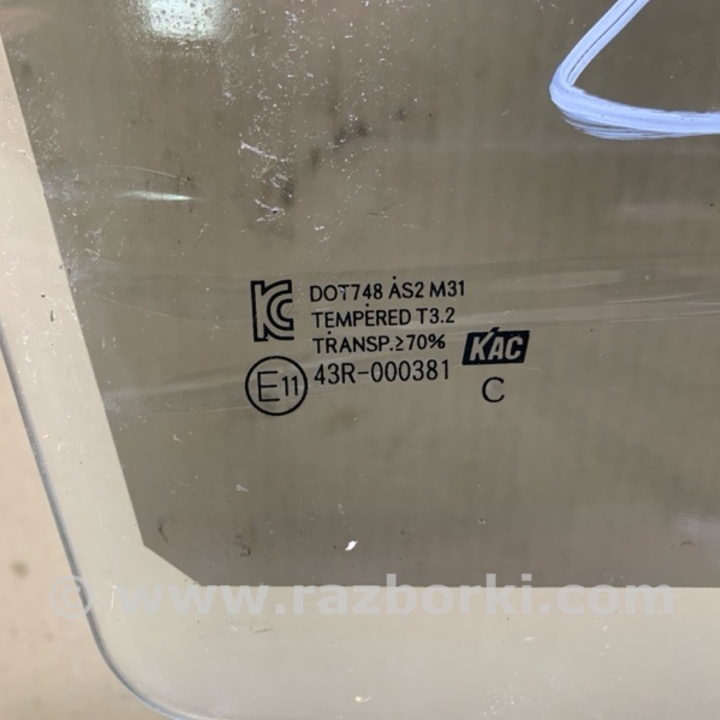 KC DOT748 AS2 M31
TEMPERED T3.2
TRANSP.≥70% KAC
E11 43R-000381 C
© www.razborki.com